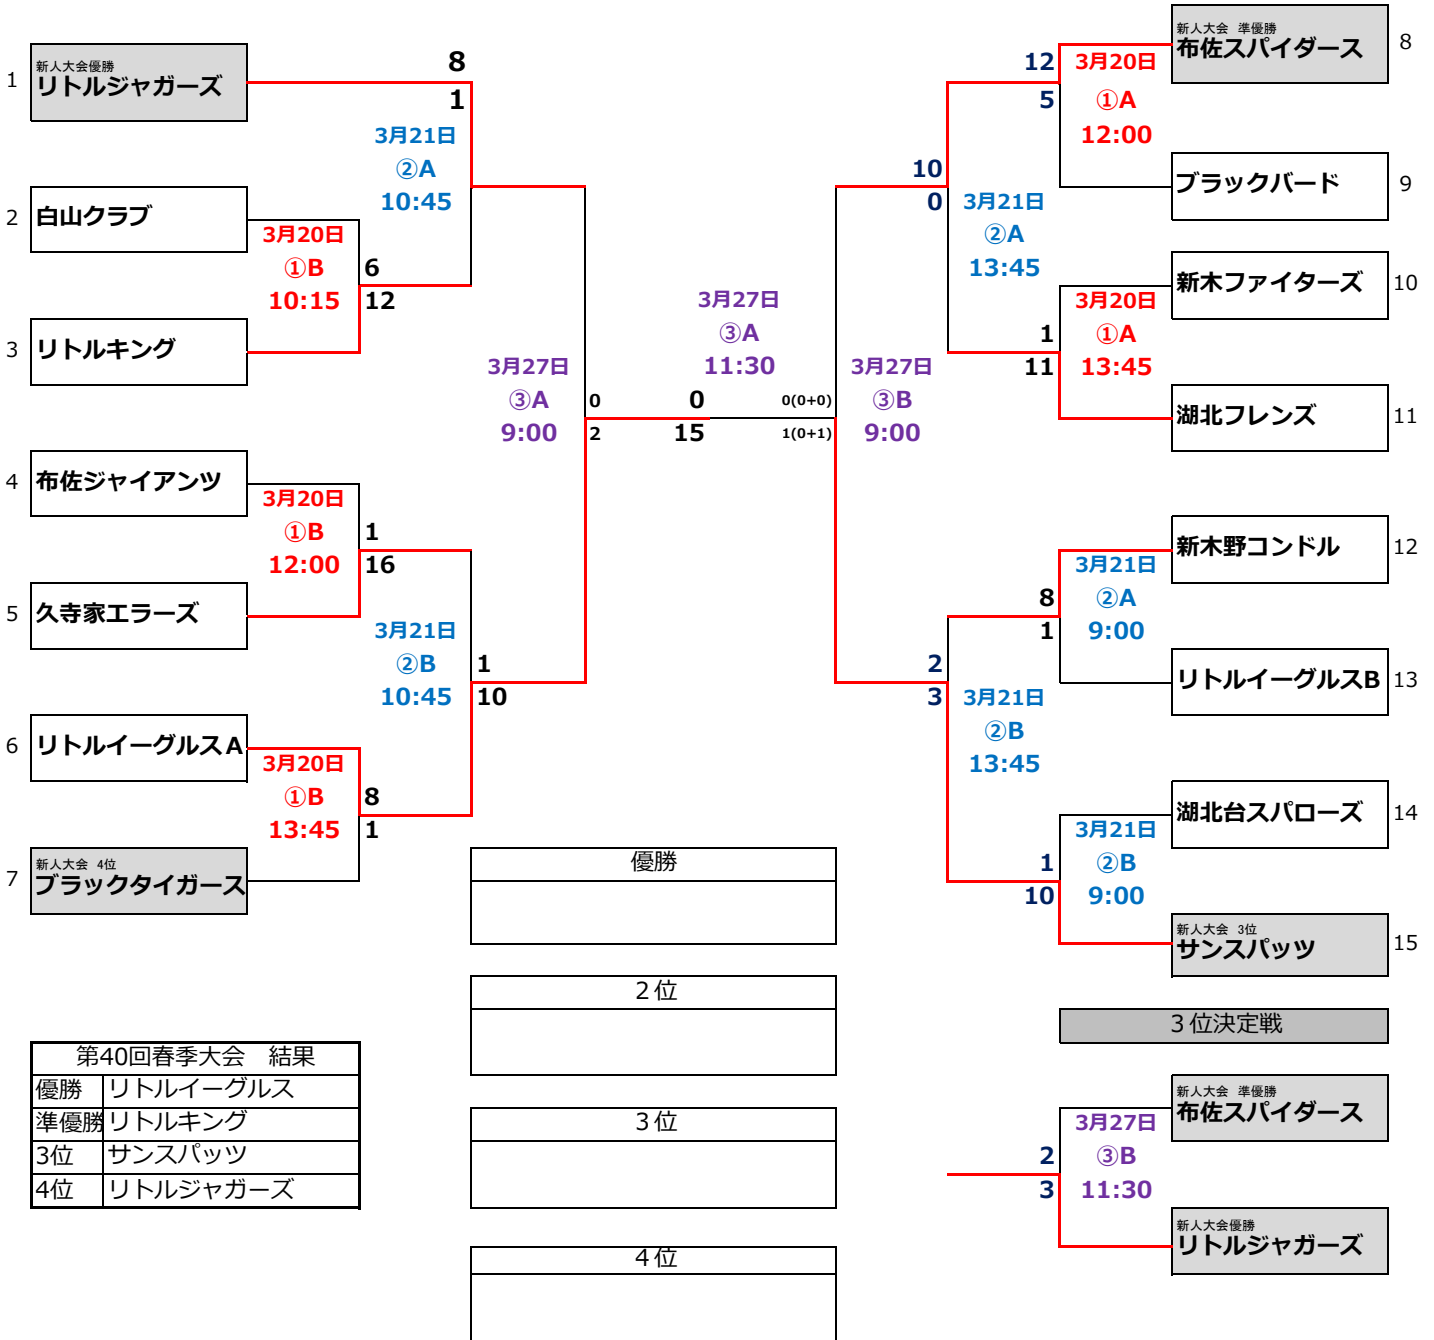 1
新人大会優勝
リトルジャガーズ
8
1
3月21日
②A
10:45
2
白山クラブ
3月20日
①B
10:15
6
12
3
リトルキング
3月27日
③A
9:00
0
2
4
布佐ジャイアンツ
3月20日
①B
12:00
1
16
5
久寺家エラーズ
3月21日
②B
10:45
1
10
6
リトルイーグルスA
3月20日
①B
13:45
8
1
7
新人大会 4位
ブラックタイガース
3月27日
③A
11:30
0
15
0(0+0)
1(0+1)
3月27日
③B
9:00
新人大会 準優勝
布佐スパイダース
8
12
5
3月20日
①A
12:00
ブラックバード
9
10
0
3月21日
②A
13:45
新木ファイターズ
10
1
11
3月20日
①A
13:45
湖北フレンズ
11
新木野コンドル
12
8
1
3月21日
②A
9:00
リトルイーグルスB
13
2
3
3月21日
②B
13:45
湖北台スパローズ
14
1
10
3月21日
②B
9:00
新人大会 3位
サンスパッツ
15
優勝
2位
3位
4位
3位決定戦
新人大会 準優勝
布佐スパイダース
2
3
3月27日
③B
11:30
新人大会優勝
リトルジャガーズ
第40回春季大会 結果
優勝 リトルイーグルス
準優勝 リトルキング
3位 サンスパッツ
4位 リトルジャガーズ